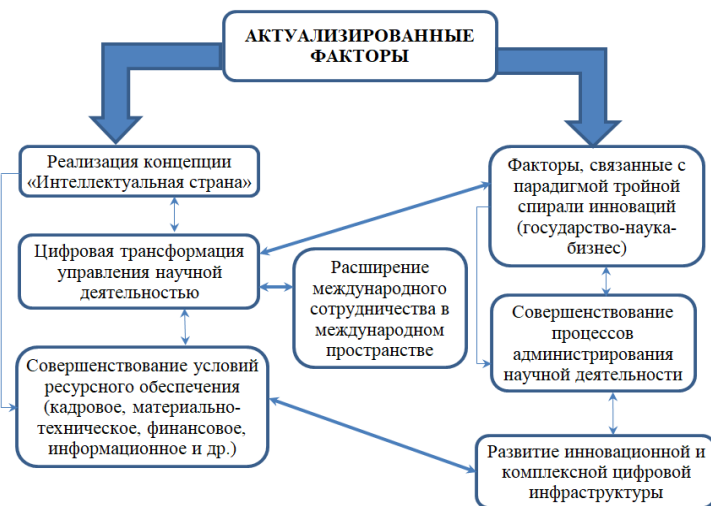 АКТУАЛИЗИРОВАННЫЕ
ФАКТОРЫ
Реализация концепции
«Интеллектуальная страна»
Цифровая трансформация
управления научной
деятельностью
Совершенствование условий
ресурсного обеспечения
(кадровое, материально-
техническое, финансовое,
информационное и др.)
Расширение
международного
сотрудничества в
международном
пространстве
Факторы, связанные с
парадигмой тройной
спирали инноваций
(государство-наука-
бизнес)
Совершенствование
процессов
администрирования
научной деятельности
Развитие инновационной и
комплексной цифровой
инфраструктуры